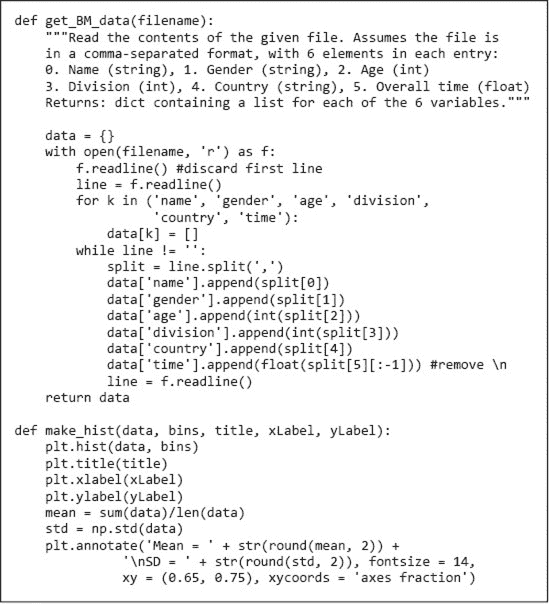 def get_BM_data(filename):
    """Read the contents of the given file. Assumes the file is
    in a comma-separated format, with 6 elements in each entry:
    0. Name (string), 1. Gender (string), 2. Age (int)
    3. Division (int), 4. Country (string), 5. Overall time (float)
    Returns: dict containing a list for each of the 6 variables."""

    data = {}
    with open(filename, 'r') as f:
        f.readline() #discard first line
        line = f.readline()
        for k in ('name', 'gender', 'age', 'division',
                  'country', 'time'):
            data[k] = []
        while line != '':
            split = line.split(',')
            data['name'].append(split[0])
            data['gender'].append(split[1])
            data['age'].append(int(split[2]))
            data['division'].append(int(split[3]))
            data['country'].append(split[4])
            data['time'].append(float(split[5][:-1])) #remove \n
            line = f.readline()
    return data

def make_hist(data, bins, title, xLabel, yLabel):
    plt.hist(data, bins)
    plt.title(title)
    plt.xlabel(xLabel)
    plt.ylabel(yLabel)
    mean = sum(data)/len(data)
    std = np.std(data)
    plt.annotate('Mean = ' + str(round(mean, 2)) +
              '\nSD = ' + str(round(std, 2)), fontsize = 14,
              xy = (0.65, 0.75), xycoords = 'axes fraction')